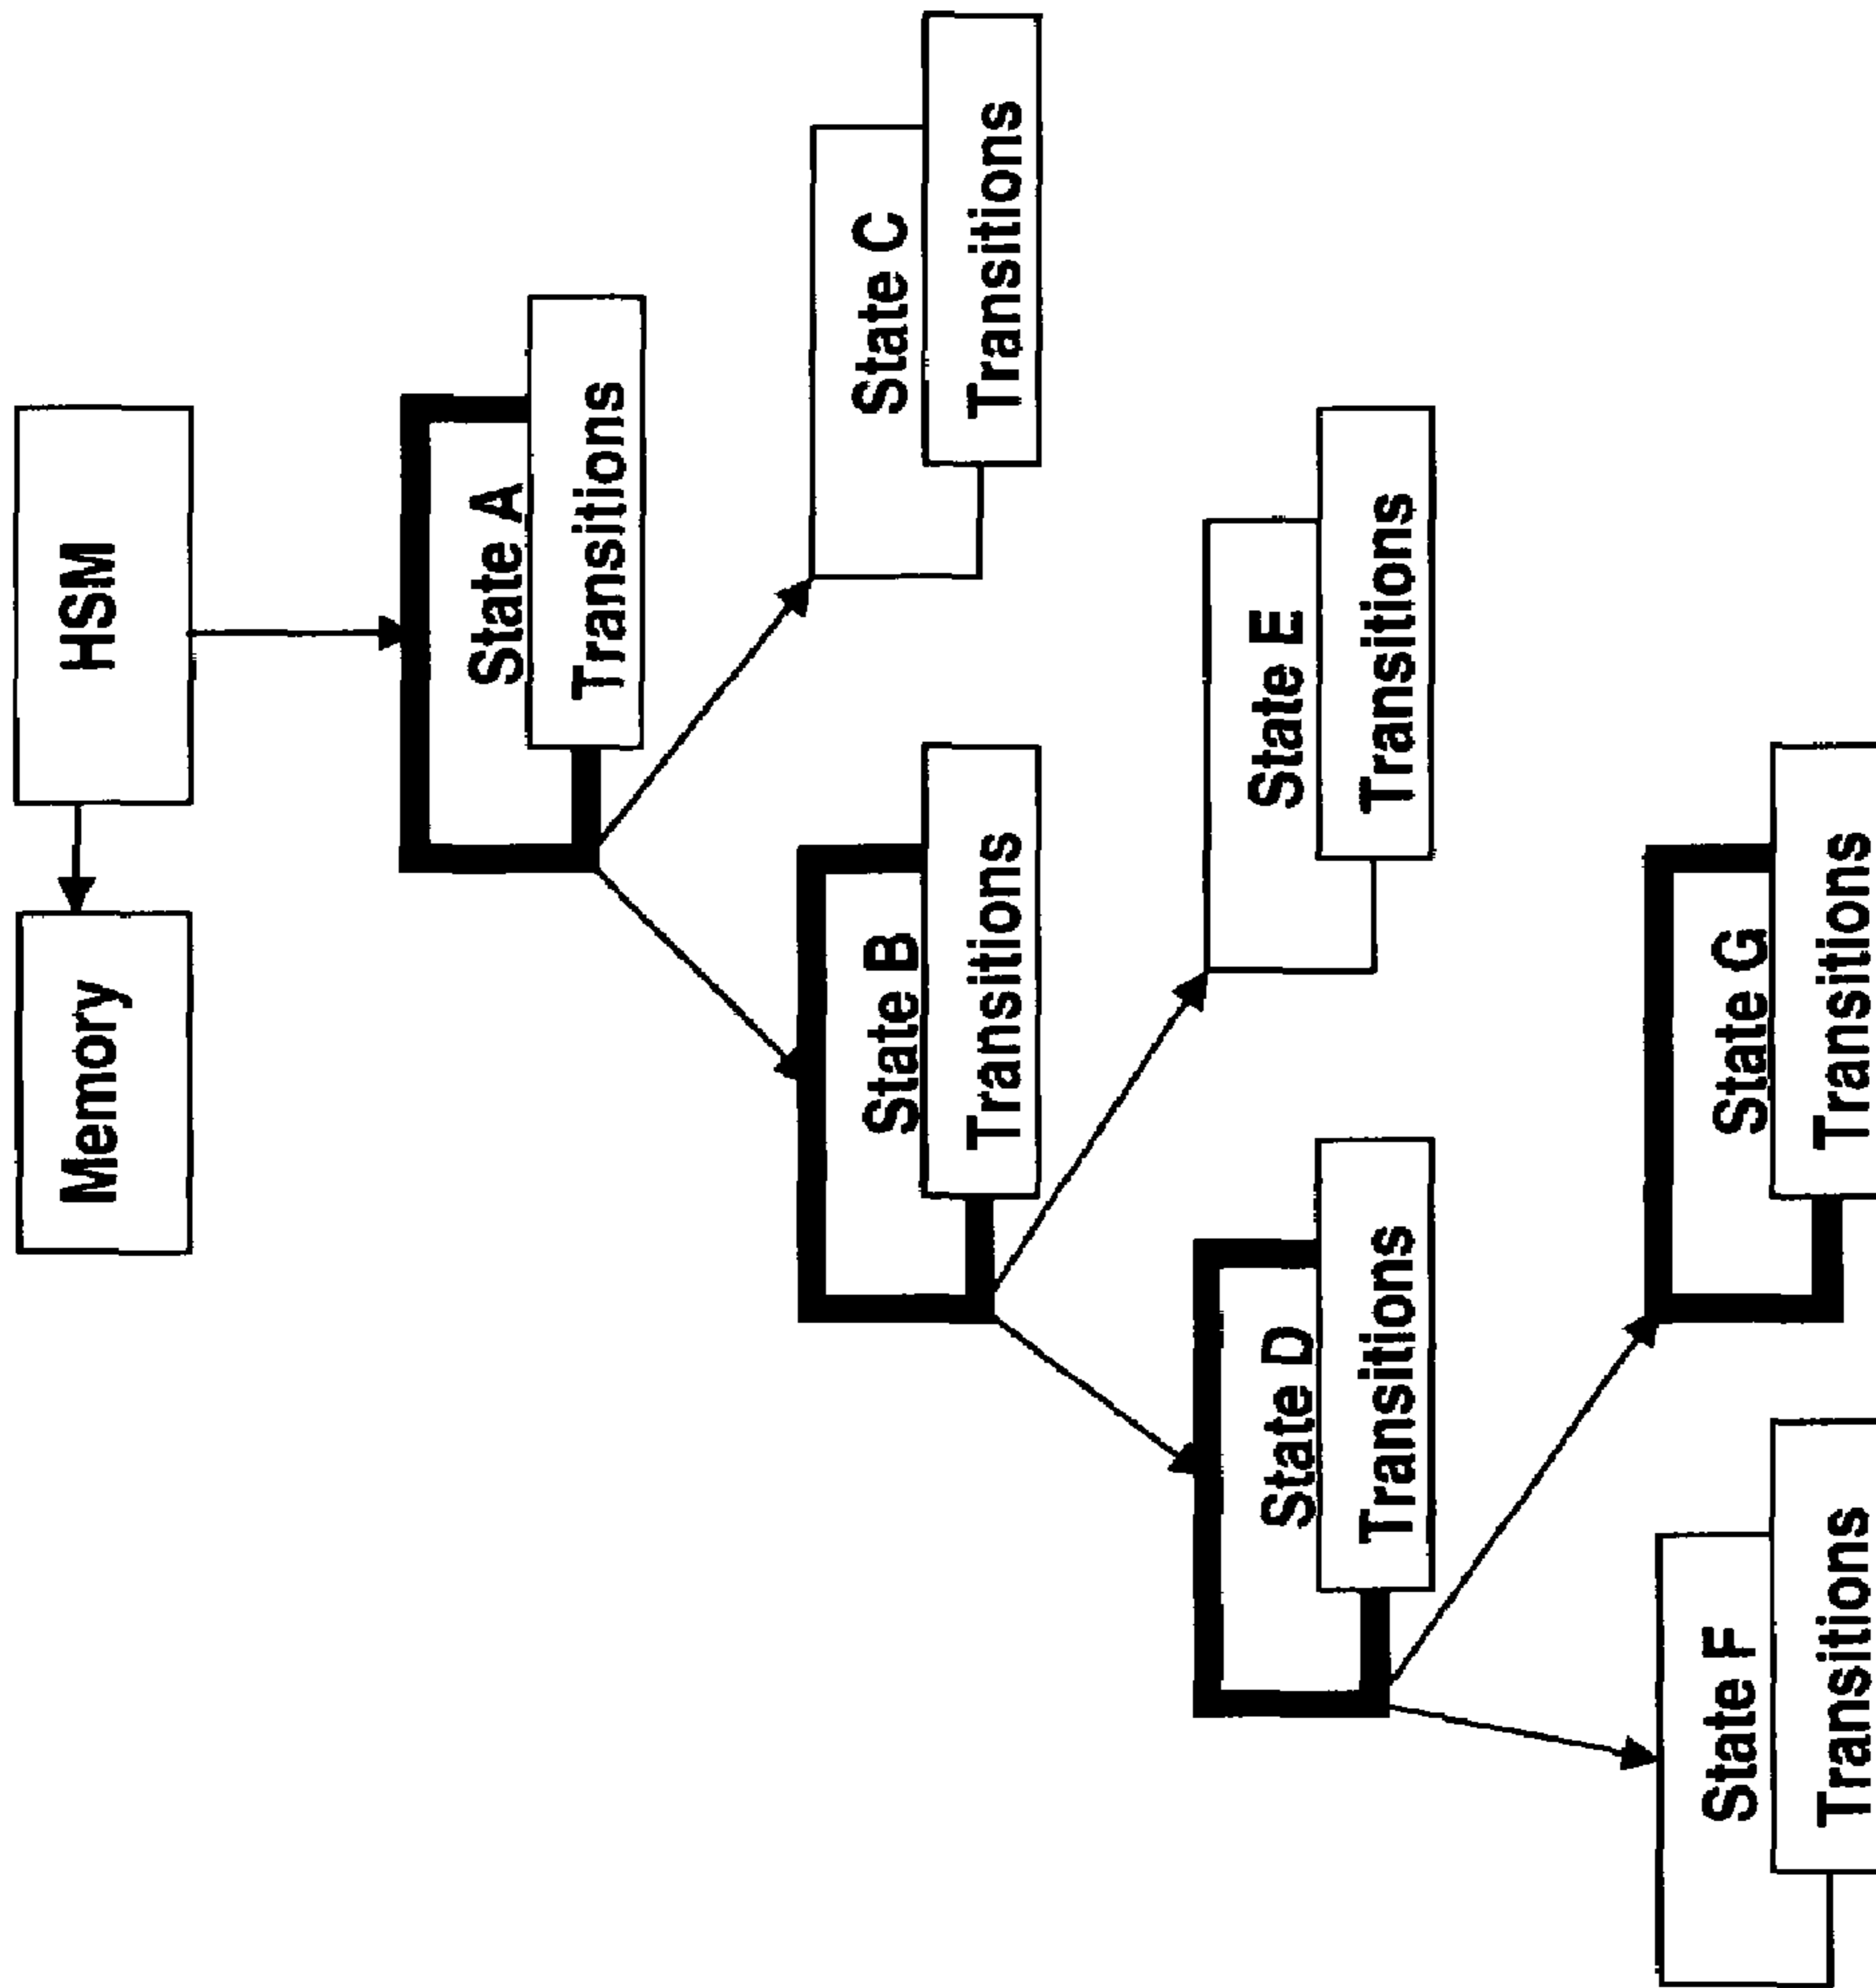 Memory
HSM
State A
Transitions
State B
Transitions
State C
Transitions
State D
Transitions
State E
Transitions
State F
Transitions
State G
Transitions